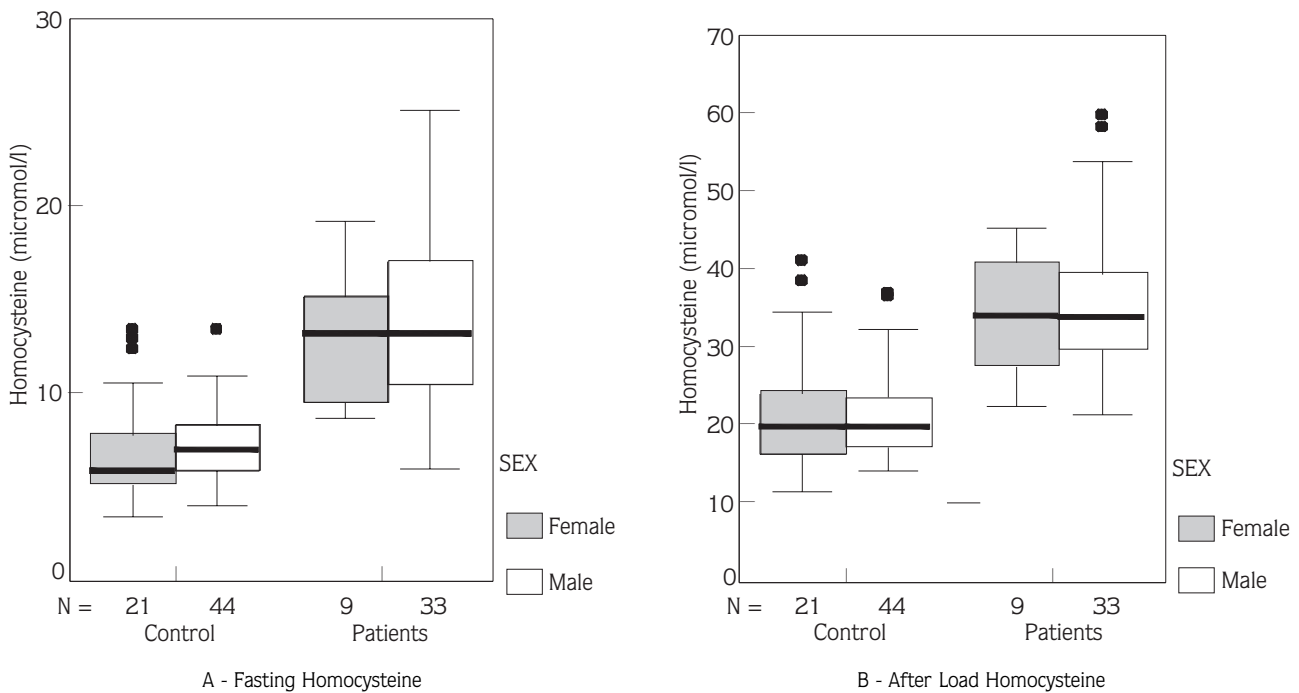 30
20
10
0
Homocysteine (micromol/l)
N = 21 44 9 33
Control Patients
SEX
Female
Male
A - Fasting Homocysteine
70
60
50
40
30
20
10
0
Homocysteine (micromol/l)
N = 21 44 9 33
Control Patients
SEX
Female
Male
B - After Load Homocysteine